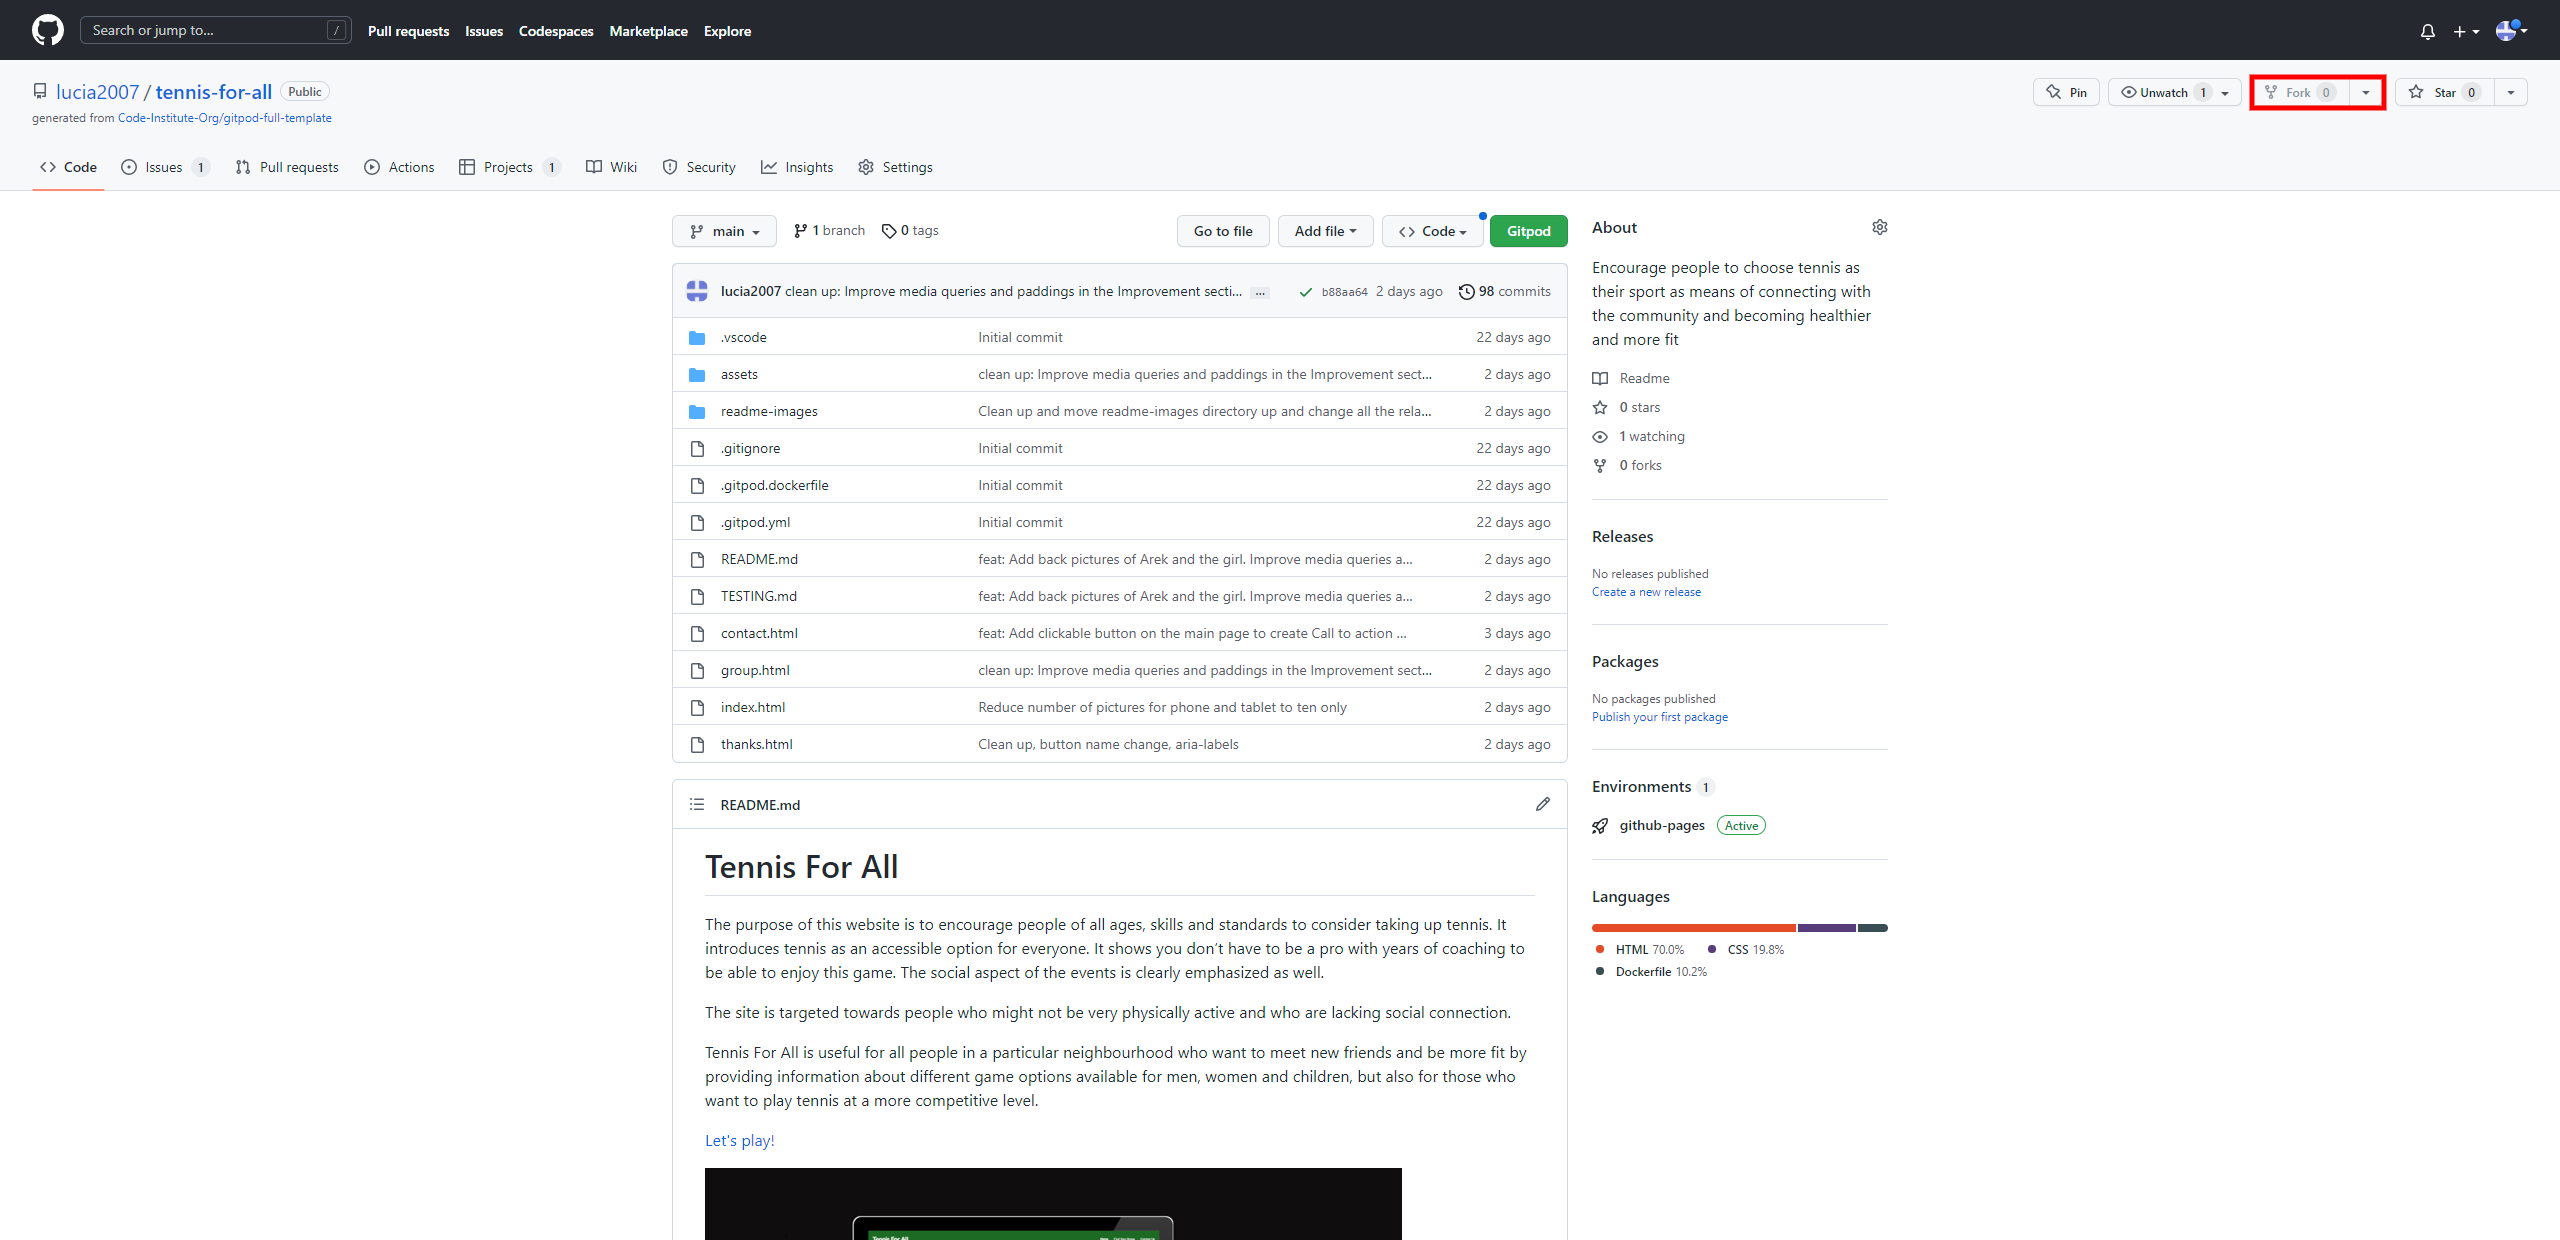 Search or jump to... / Pull requests Issues Codespaces Marketplace Explore
lucia2007 / tennis-for-all Public Pin Unwatch 1 Fork 0 Star 0
generated from Code-Institute-Org/gitpod-full-template
Code Issues 1 Pull requests Actions Projects 1 Wiki Security Insights Settings
main 1 branch 0 tags Go to file Add file Code Gitpod
lucia2007 clean up: Improve media queries and paddings in the Improvement secti... ... b88aa64 2 days ago 98 commits
.vscode Initial commit 22 days ago
assets clean up: Improve media queries and paddings in the Improvement sect... 2 days ago
readme-images Clean up and move readme-images directory up and change all the rela... 2 days ago
.gitignore Initial commit 22 days ago
.gitpod.dockerfile Initial commit 22 days ago
.gitpod.yml Initial commit 22 days ago
README.md feat: Add back pictures of Arek and the girl. Improve media queries a... 2 days ago
TESTING.md feat: Add back pictures of Arek and the girl. Improve media queries a... 2 days ago
contact.html feat: Add clickable button on the main page to create Call to action ... 3 days ago
group.html clean up: Improve media queries and paddings in the Improvement sect... 2 days ago
index.html Reduce number of pictures for phone and tablet to ten only 2 days ago
thanks.html Clean up, button name change, aria-labels 2 days ago
README.md
Tennis For All
The purpose of this website is to encourage people of all ages, skills and standards to consider taking up tennis. It
introduces tennis as an accessible option for everyone. It shows you don't have to be a pro with years of coaching to
be able to enjoy this game. The social aspect of the events is clearly emphasized as well.
The site is targeted towards people who might not be very physically active and who are lacking social connection.
Tennis For All is useful for all people in a particular neighbourhood who want to meet new friends and be more fit by
providing information about different game options available for men, women and children, but also for those who
want to play tennis at a more competitive level.
Let's play!
Tennis For All
About
Encourage people to choose tennis as
their sport as means of connecting with
the community and becoming healthier
and more fit
Readme
0 stars
1 watching
0 forks
Releases
No releases published
Create a new release
Packages
No packages published
Publish your first package
Environments 1
github-pages Active
Languages
HTML 70.0% CSS 19.8%
Dockerfile 10.2%